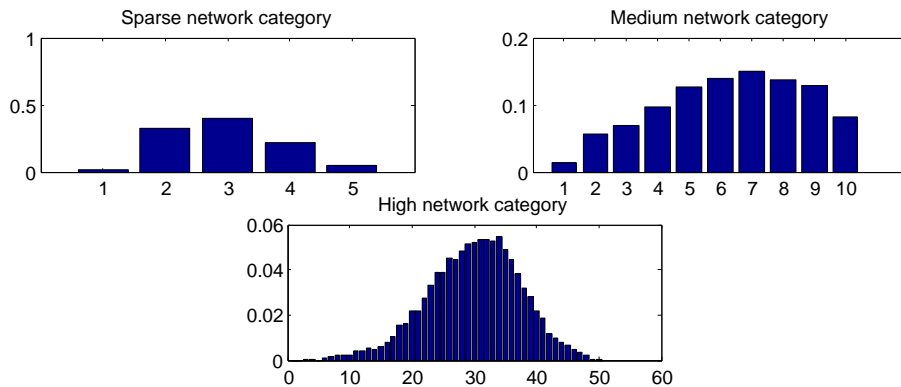 Sparse network category
1
0.5
0
1 2 3 4 5
Medium network category
0.2
0.1
0
1 2 3 4 5 6 7 8 9 10
High network category
0.06
0.04
0.02
0
0 10 20 30 40 50 60